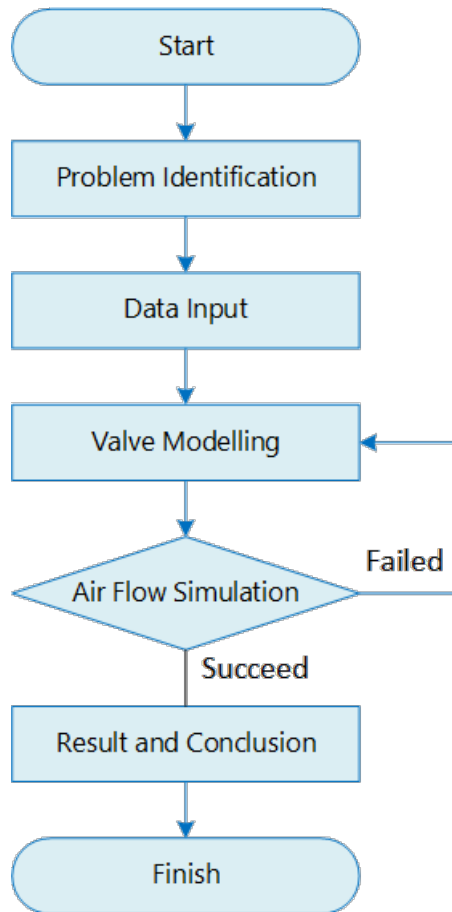 Start
Problem Identification
Data Input
Valve Modelling
Air Flow Simulation
Failed
Succeed
Result and Conclusion
Finish